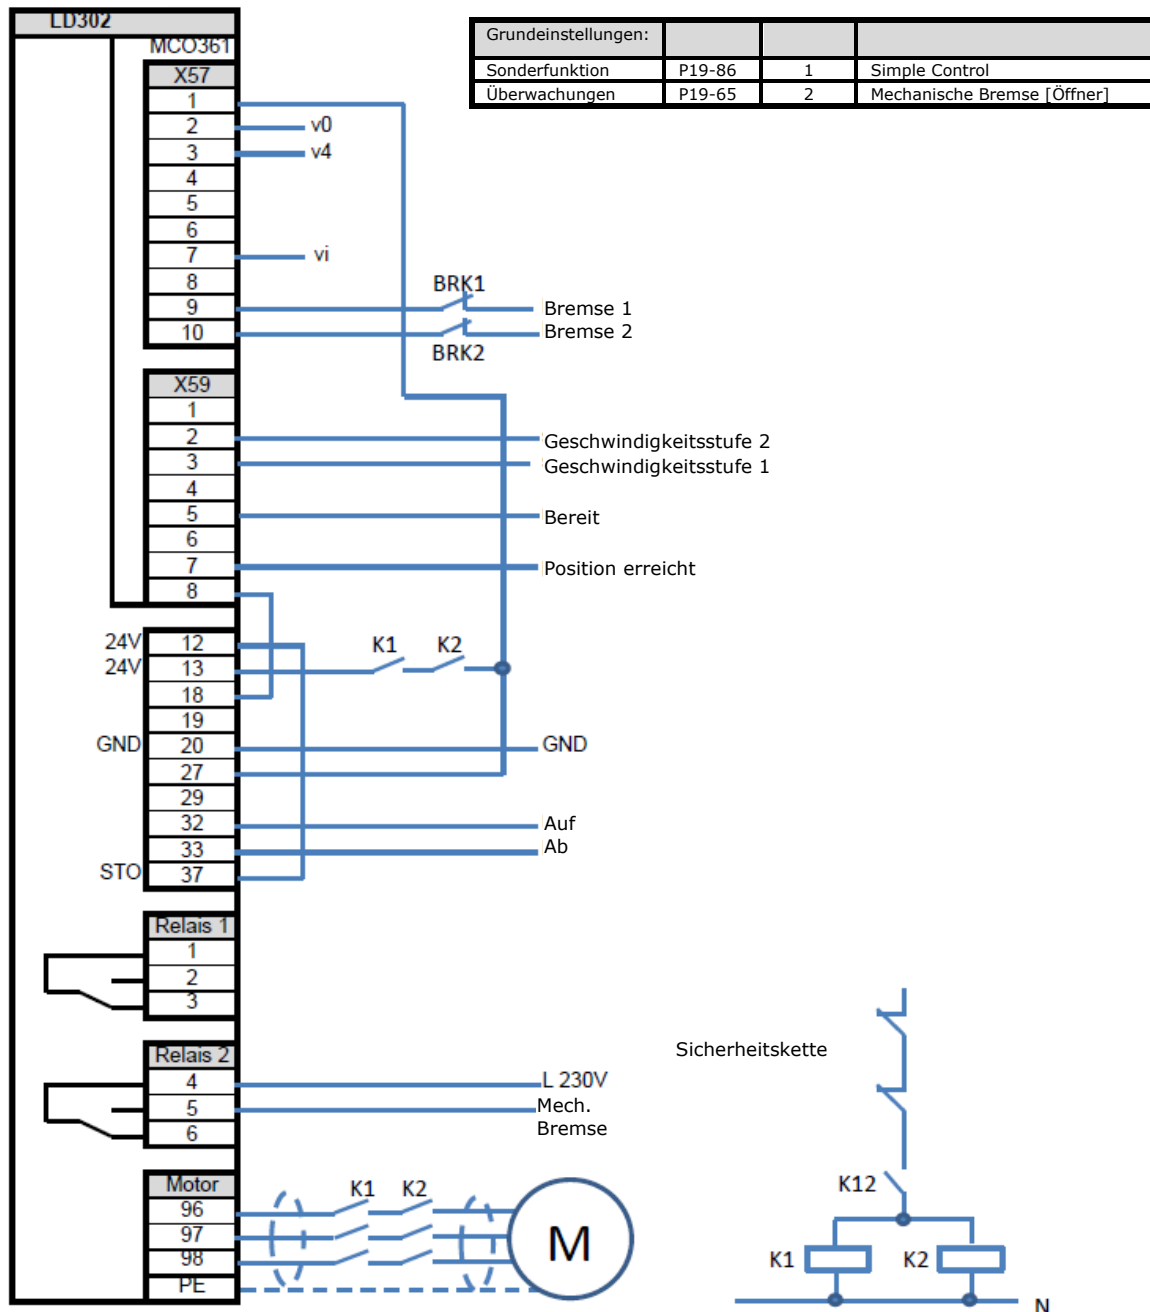 LD302
MCO361
Grundeinstellungen:
Sonderfunktion P19-86 1 Simple Control
Überwachungen P19-65 2 Mechanische Bremse [Öffner]
X57
1
2 v0
3 v4
4
5
6
7 vi
8
BRK1
9 Bremse 1
10 Bremse 2
BRK2
X59
1
2 Geschwindigkeitsstufe 2
3 Geschwindigkeitsstufe 1
4
5 Bereit
6
7 Position erreicht
8
24V 12 K1 K2
24V 13
18
19
GND 20 GND
27
29
32 Auf
33 Ab
STO 37
Relais 1
1
2
3
Relais 2
4 L 230V
5 Mech.
6 Bremse
Motor
96 K1 K2
97 M
98
PE
Sicherheitskette
K12
K1 K2
N